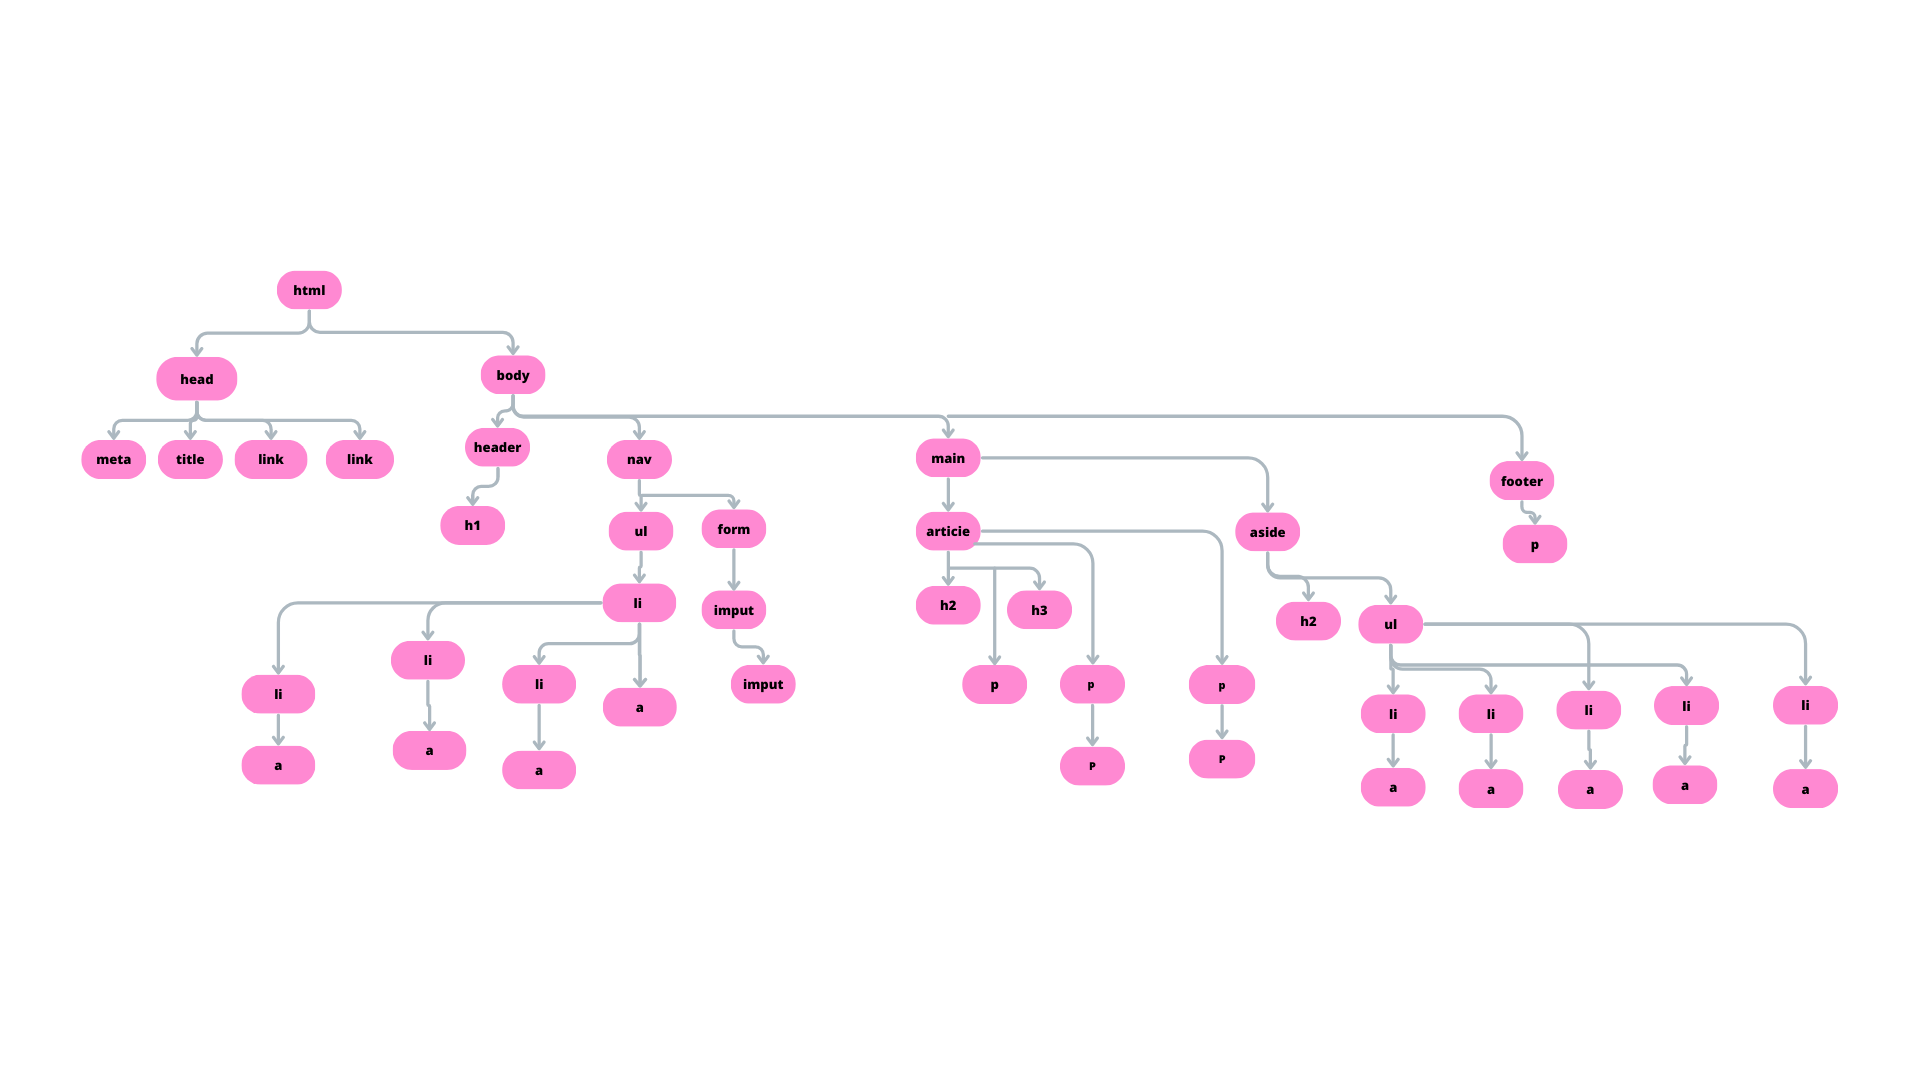 html
head
body
meta
title
link
link
header
nav
main
footer
h1
ul
form
articie
aside
p
li
imput
h2
h3
h2
ul
li
li
li
a
imput
p
p
p
li
li
li
li
li
a
a
a
P
P
a
a
a
a
a